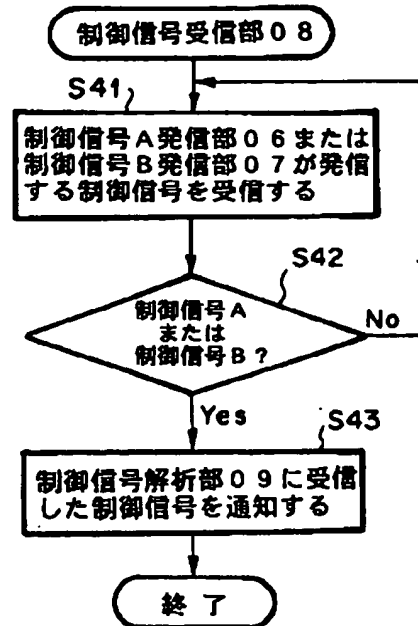 制御信号受信部08
S41
制御信号A発信部06または
制御信号B発信部07が発信
する制御信号を受信する
S42
制御信号A
または
制御信号B?
No
Yes
S43
制御信号解析部09に受信
した制御信号を通知する
終了